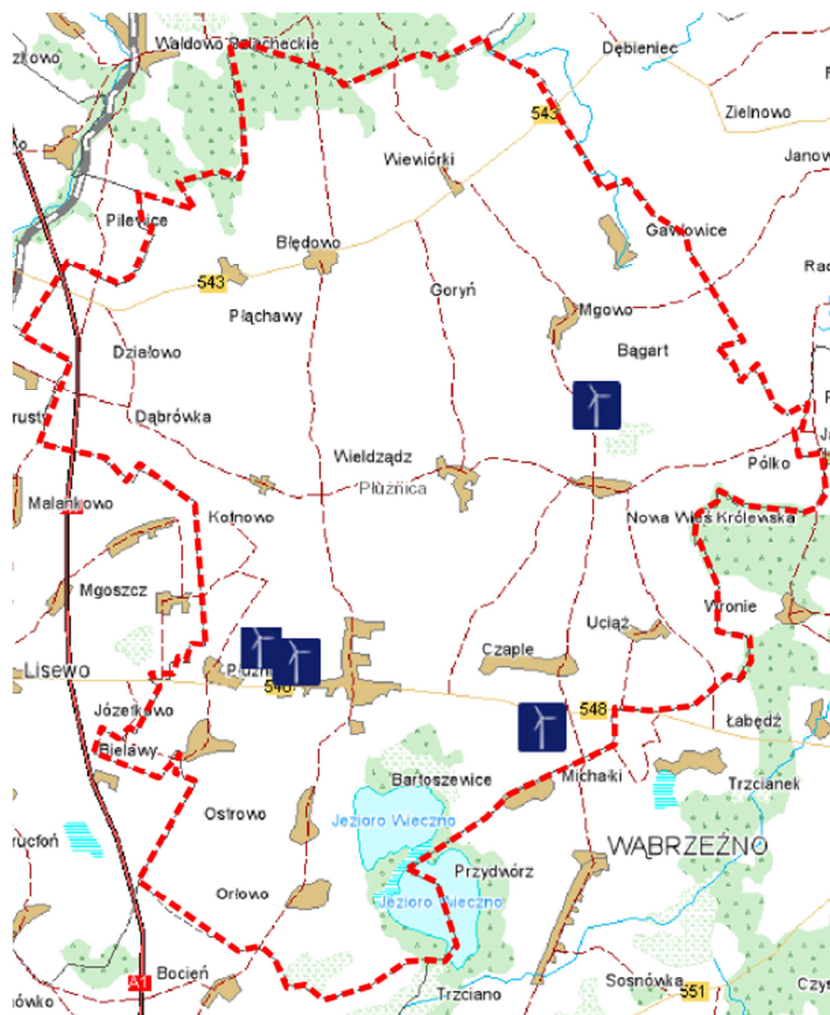 Waldowo Szlacheckie
Dębieniec
543
Zielnowo
Wiewiórki
Pilewice
Gawłowice
Błędowo
543
Goryń
Płąchawy
Mgowo
Działowo
Bągart
Dąbrówka
Wieldządz
Płużnica
Pólko
Malankowo
Kotnowo
Nowa Wieś Królewska
Mgoszcz
Wronie
Uciąż
Czaple
Lisewo
548
548
Józefkowo
Łabędź
Bielawy
Bartoszewice
Michałki
Trzcianek
Ostrowo
Jezioro Wieczno
WĄBRZEŹNO
Przydwórz
Orłowo
Jezioro Wieczno
Bocień
A1
Trzciano
Sosnówka
551